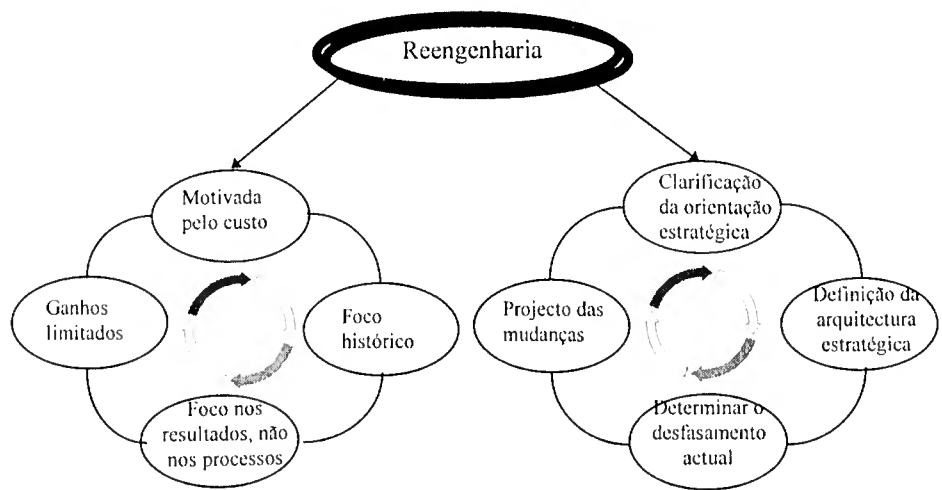 Reengenharia
Motivada
pelo custo
Clarificação
da orientação
estratégica
Ganhos
limitados
Foco
histórico
Projecto das
mudanças
Definição da
arquitectura
estratégica
Foco nos
resultados, não
nos processos
Determinar o
desfasamento
actual